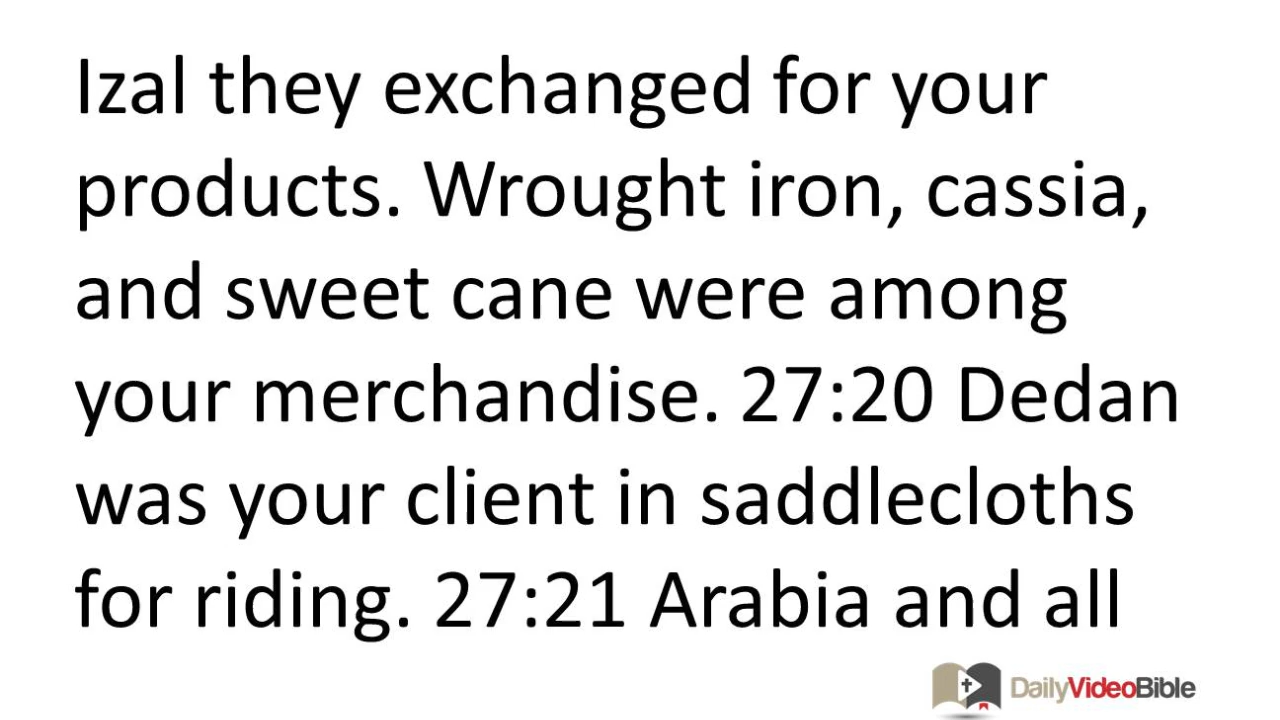 Izal they exchanged for your
products. Wrought iron, cassia,
and sweet cane were among
your merchandise. 27:20 Dedan
was your client in saddlecloths
for riding. 27:21 Arabia and all
DailyVideoBible